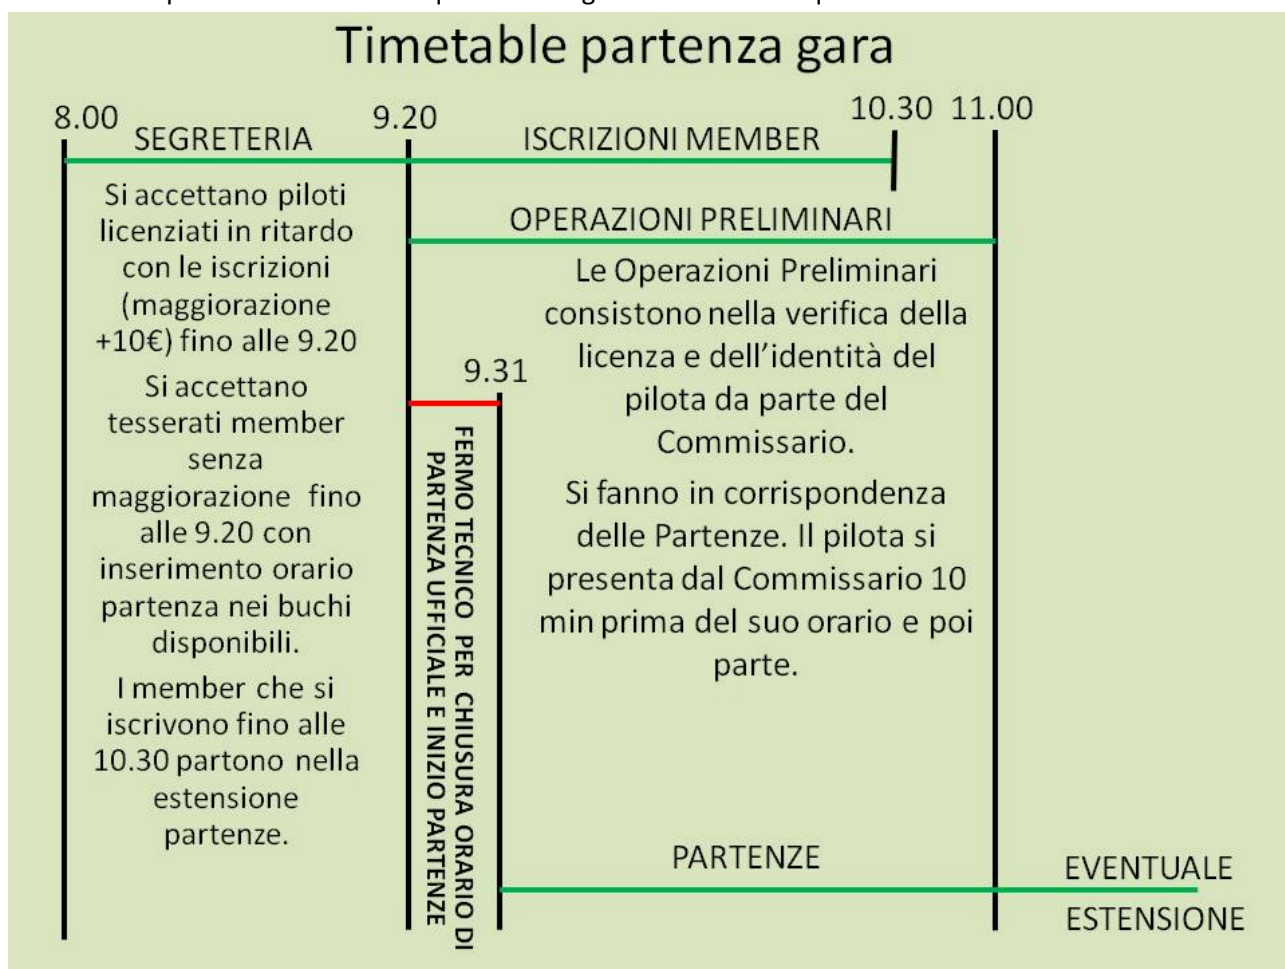 Timetable partenza gara
8.00
9.20
10.30 11.00
SEGRETERIA
ISCRIZIONI MEMBER
Si accettano piloti
licenziati in ritardo
con le iscrizioni
(maggiorazione
+10€) fino alle 9.20
Si accettano
tesserati member
senza
maggiorazione fino
alle 9.20 con
inserimento orario
partenza nei buchi
disponibili.
I member che si
iscrivono fino alle
10.30 partono nella
estensione
partenze.
OPERAZIONI PRELIMINARI
Le Operazioni Preliminari
consistono nella verifica della
licenza e dell'identità del
pilota da parte del
Commissario.
Si fanno in corrispondenza
delle Partenze. Il pilota si
presenta dal Commissario 10
min prima del suo orario e poi
parte.
9.31
FERMO TECNICO PER CHIUSURA ORARIO DI
PARTENZA UFFICIALE E INIZIO PARTENZE
PARTENZE
EVENTUALE
ESTENSIONE